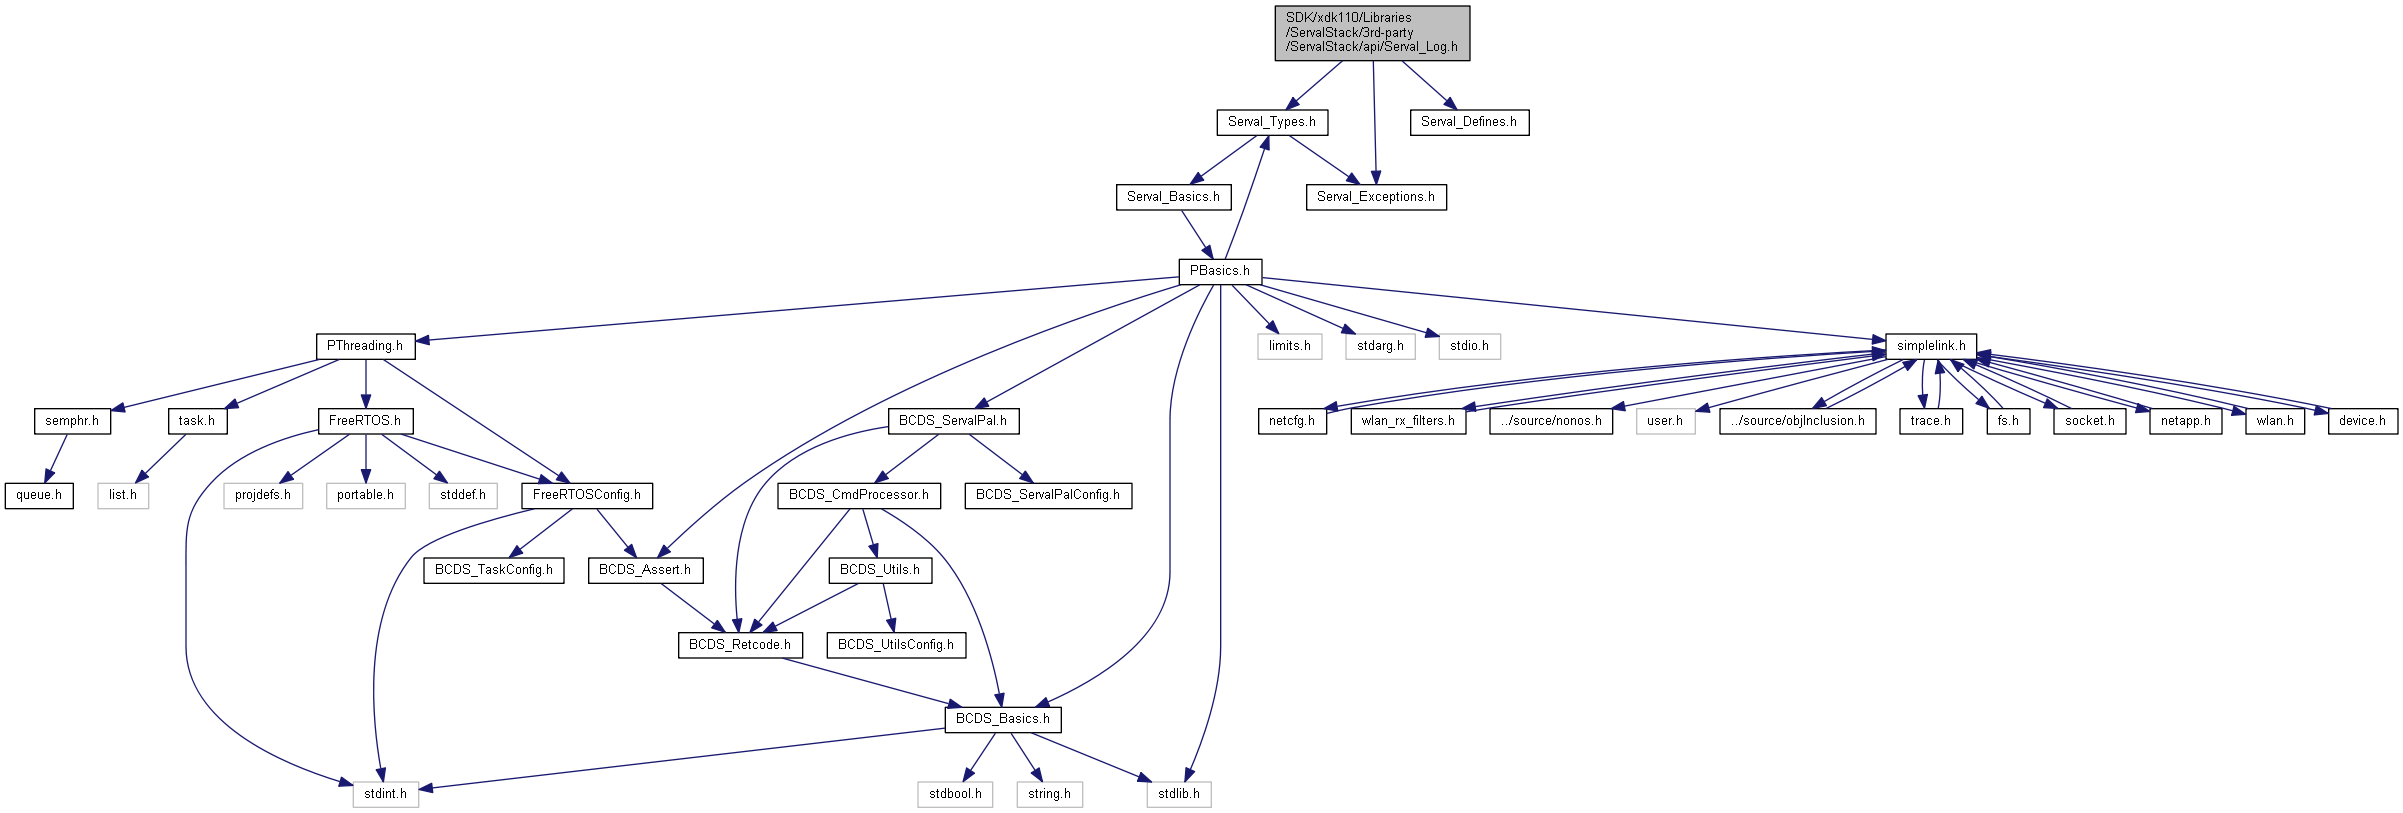 SDK/xdk110/Libraries
/ServalStack/3rd-party
/ServalStack/api/Serval_Log.h
Serval_Types.h
Serval_Defines.h
Serval_Basics.h
Serval_Exceptions.h
PBasics.h
PThreading.h
limits.h
stdarg.h
stdio.h
simplelink.h
semphr.h
task.h
FreeRTOS.h
BCDS_ServalPal.h
netcfg.h
wlan_rx_filters.h
../source/nonos.h
user.h
../source/objInclusion.h
trace.h
fs.h
socket.h
netapp.h
wlan.h
device.h
queue.h
list.h
projdefs.h
portable.h
stddef.h
FreeRTOSConfig.h
BCDS_CmdProcessor.h
BCDS_ServalPalConfig.h
BCDS_TaskConfig.h
BCDS_Assert.h
BCDS_Utils.h
BCDS_Retcode.h
BCDS_UtilsConfig.h
BCDS_Basics.h
stdint.h
stdbool.h
string.h
stdlib.h